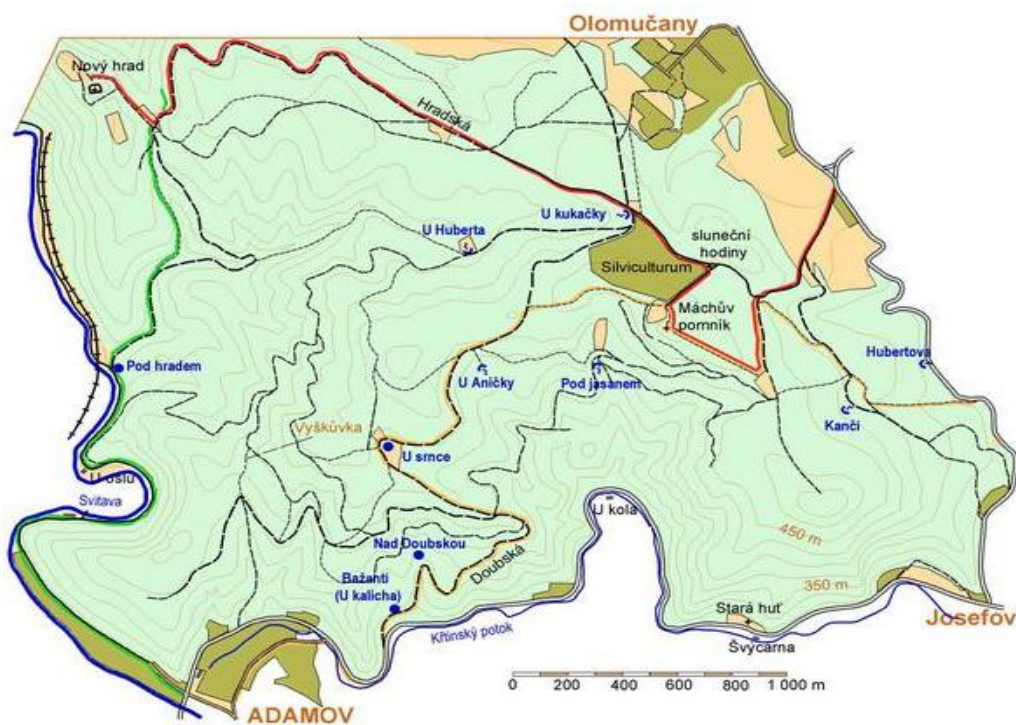 Olomučany
Nový hrad
Hradská
U kukačky
U Huberta
sluneční
hodiny
Silviculturum
Máchův
pomník
Pod hradem
U Aničky
Pod jasanem
Hubertova
Kančí
Vyškůvka
U srnce
U oslu
Svitava
U kola
450 m
Nad Doubskou
Doubská
Bažantí
(U kalicha)
350 m
Stará huť
Josefov
Křtinský potok
Švýcárna
0 200 400 600 800 1 000 m
ADAMOV